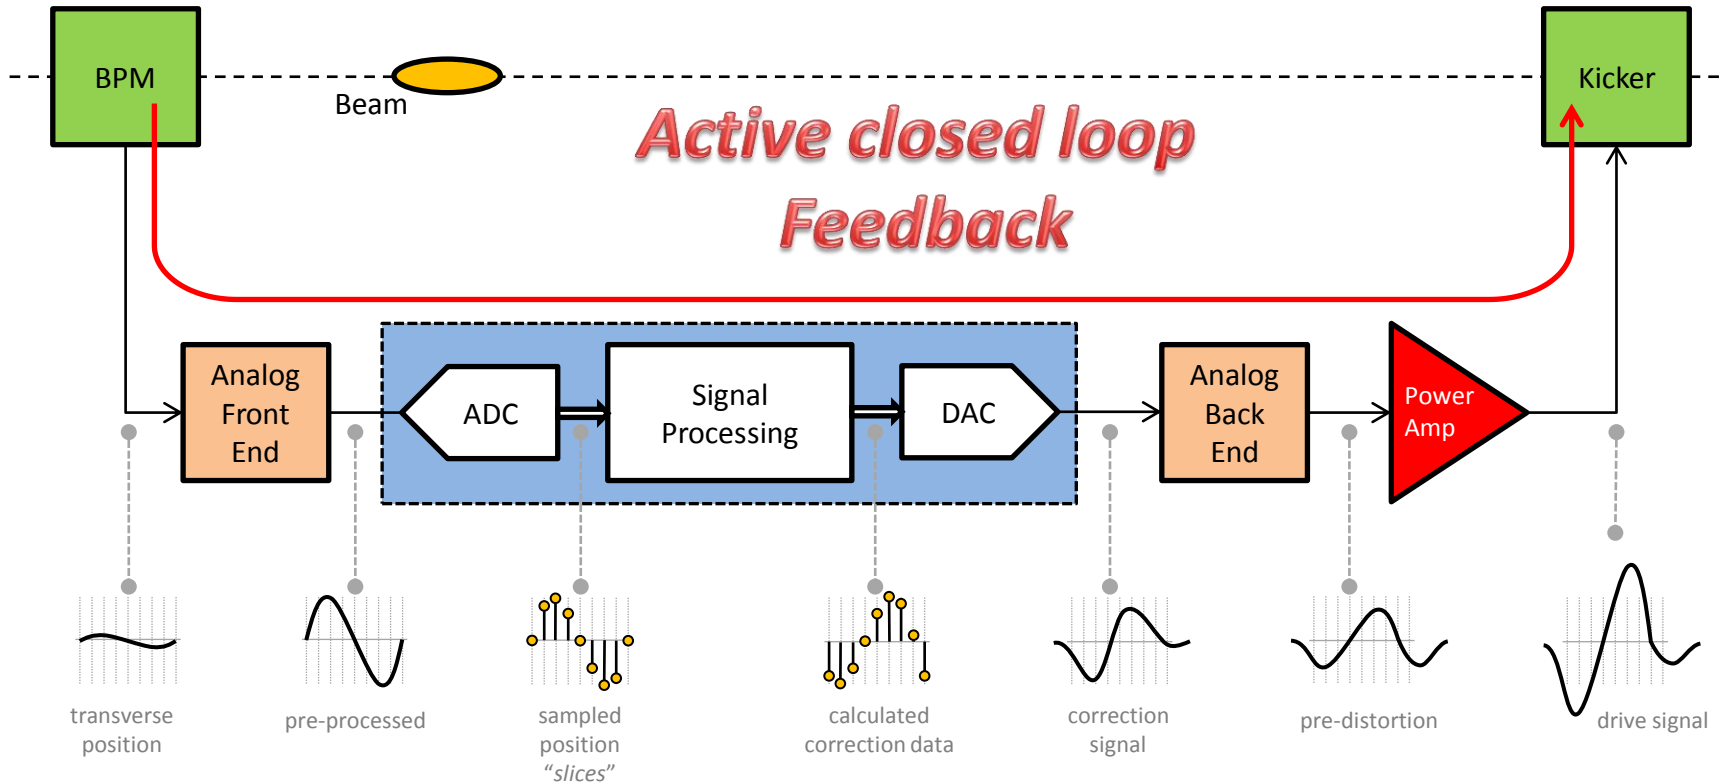 BPM
Beam
Kicker
Active closed loop
Feedback
Analog
Front
End
ADC
Signal
Processing
DAC
Analog
Back
End
Power
Amp
transverse
position
pre-processed
sampled
position
“slices”
calculated
correction data
correction
signal
pre-distortion
drive signal